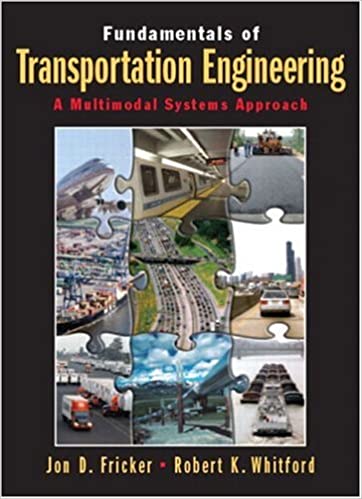 Fundamentals of
Transportation Engineering
A Multimodal Systems Approach
Jon D. Fricker • Robert K. Whitford